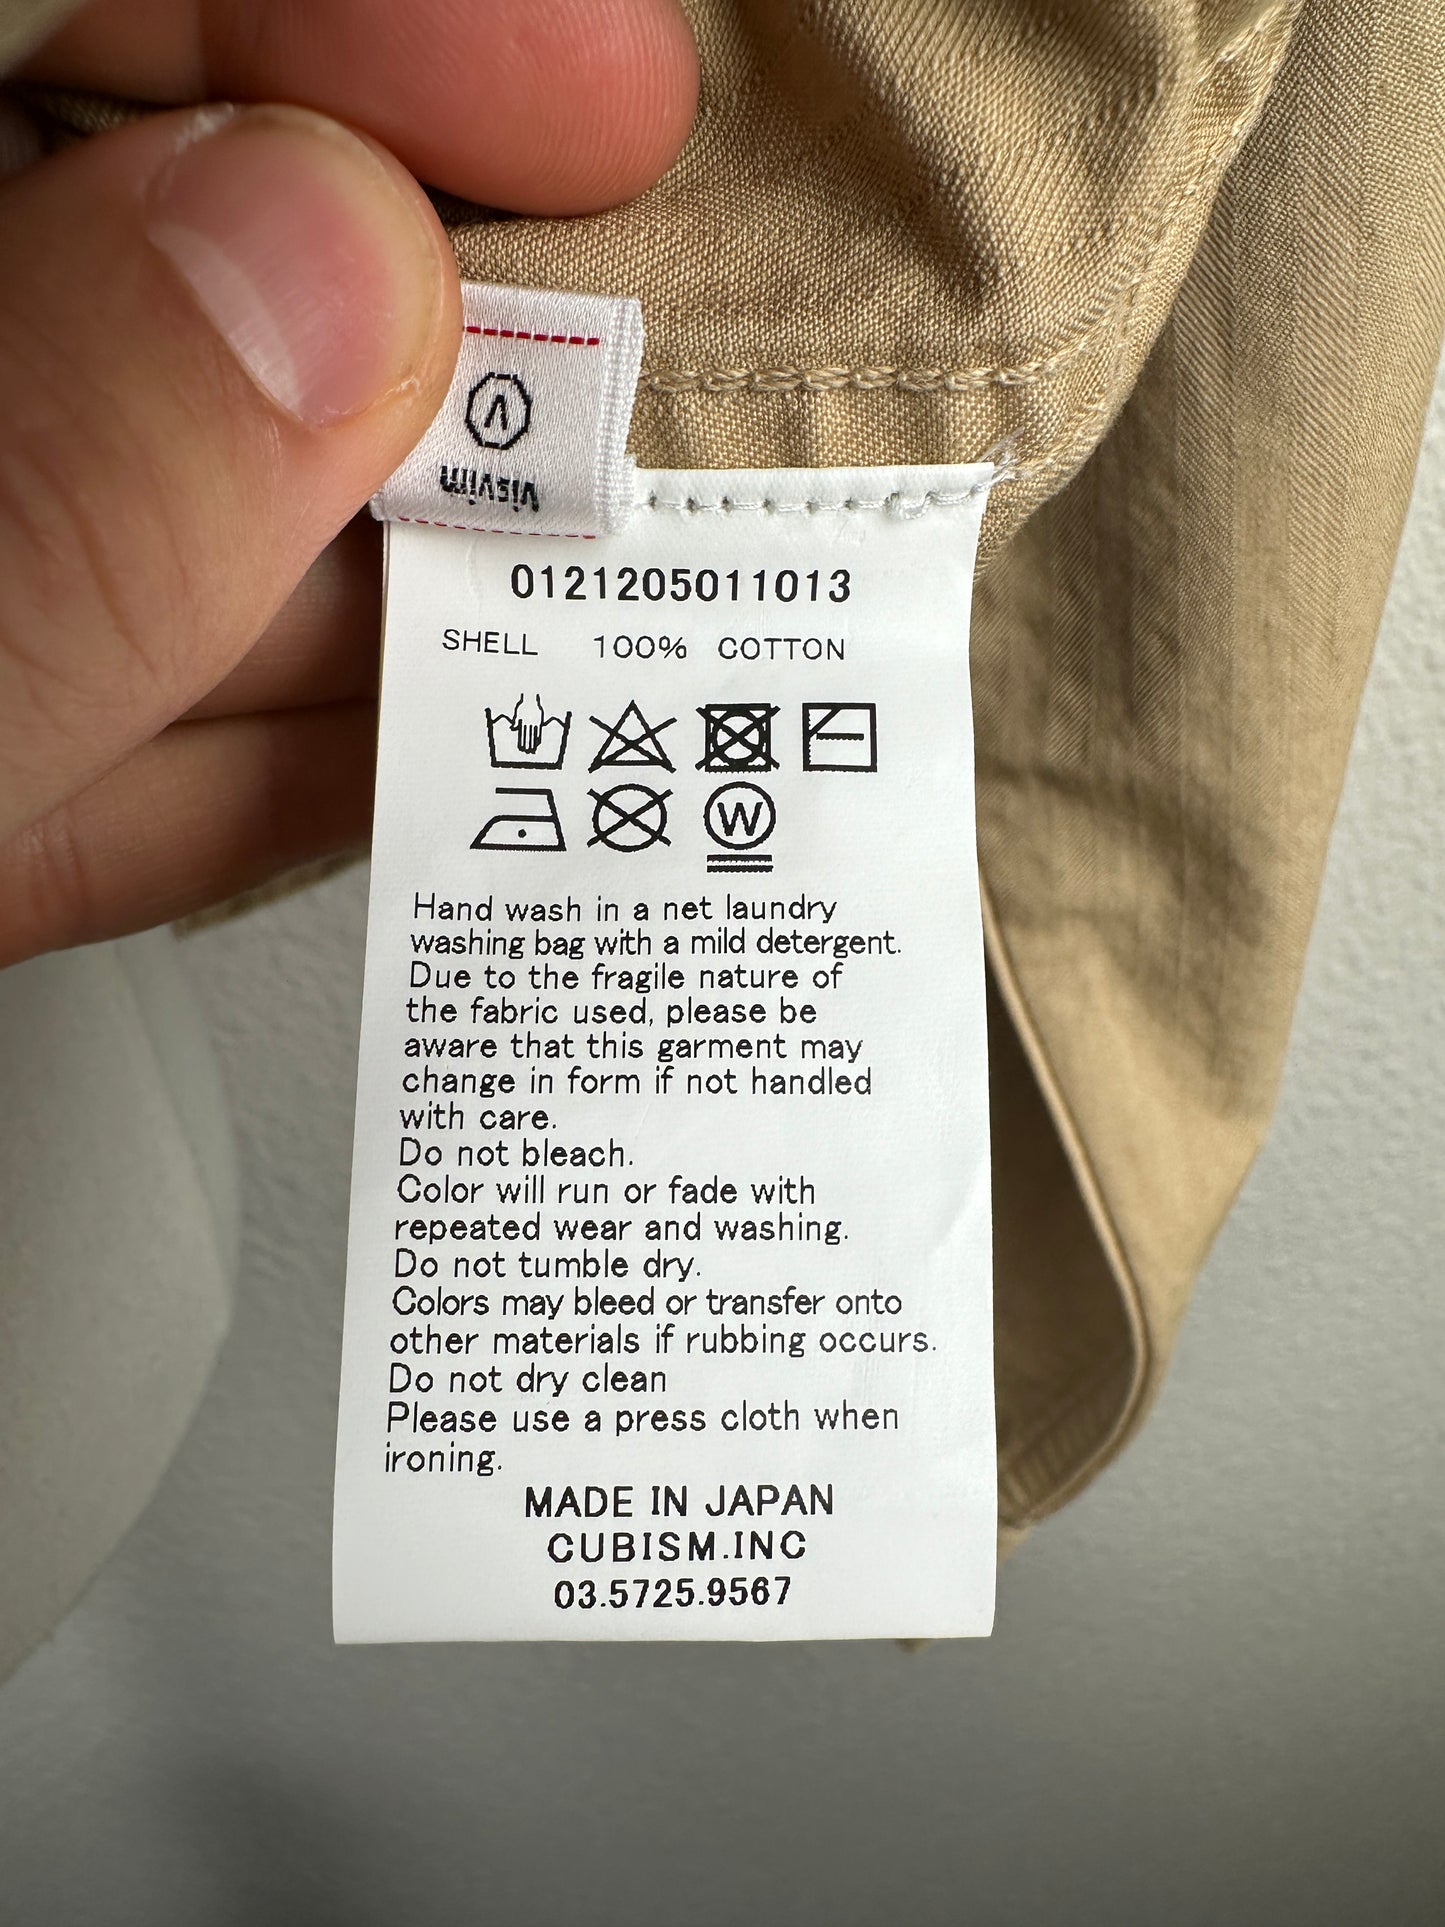 visvim
0121205011013
SHELL 100% COTTON
W
Hand wash in a net laundry
washing bag with a mild detergent.
Due to the fragile nature of
the fabric used, please be
aware that this garment may
change in form if not handled
with care.
Do not bleach.
Color will run or fade with
repeated wear and washing.
Do not tumble dry.
Colors may bleed or transfer onto
other materials if rubbing occurs.
Do not dry clean
Please use a press cloth when
ironing.
MADE IN JAPAN
CUBISM.INC
03.5725.9567